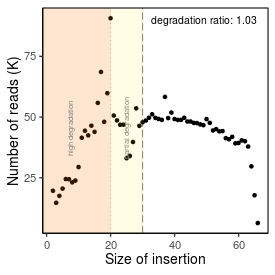 degradation ratio: 1.03
Number of reads (K)
75
50
25
high degradation
partial degradation
0
20
40
60
Size of insertion